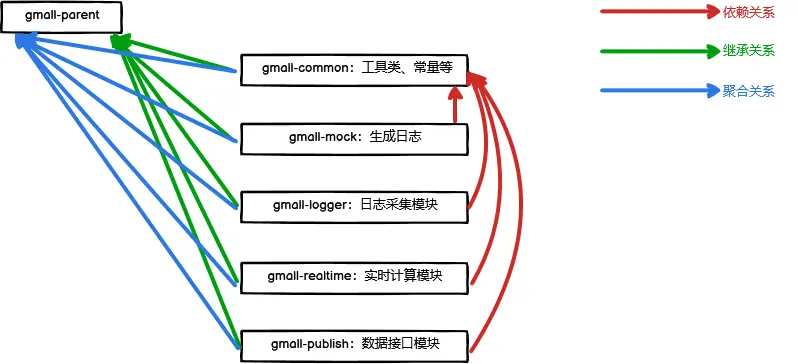 gmall-parent
依赖关系
gmall-common：工具类、常量等
继承关系
聚合关系
gmall-mock：生成日志
gmall-logger：日志采集模块
gmall-realtime：实时计算模块
gmall-publish：数据接口模块